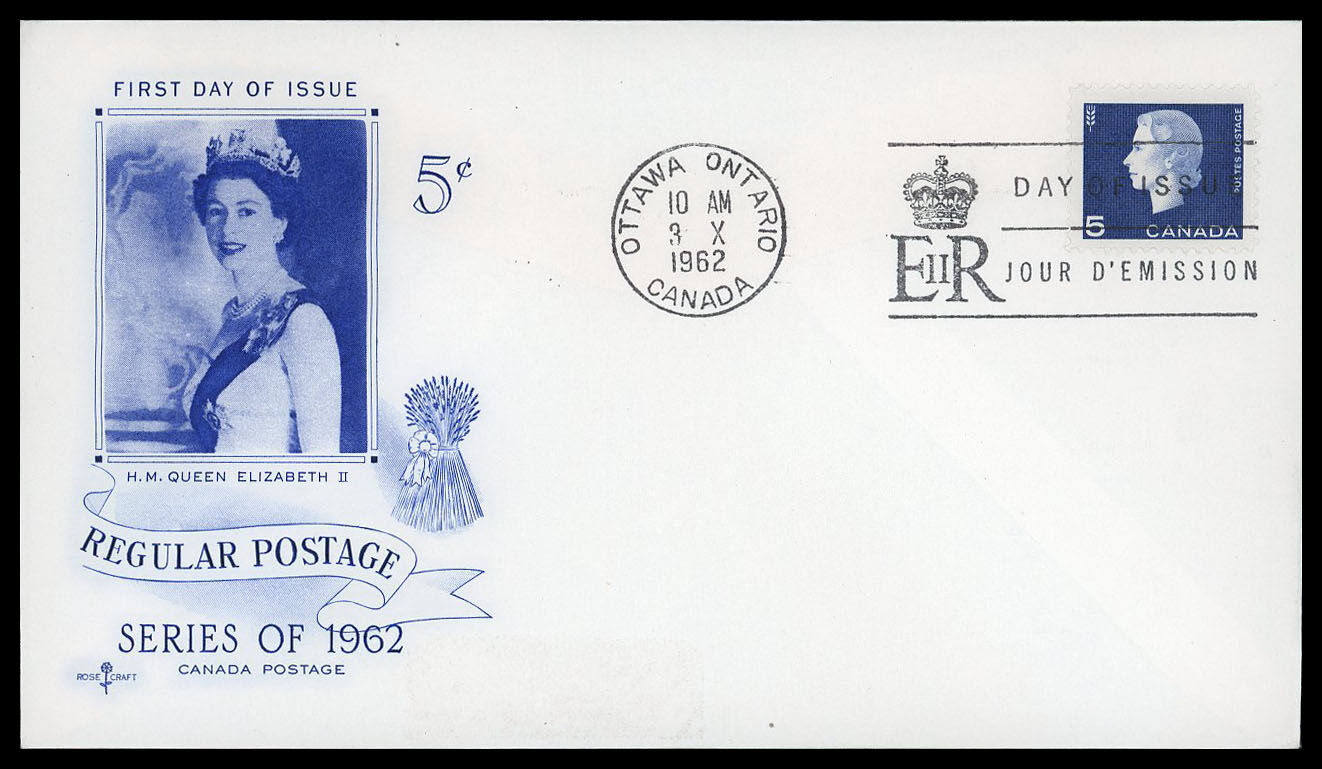 FIRST DAY OF ISSUE
5¢
H.M. QUEEN ELIZABETH II
REGULAR POSTAGE
SERIES OF 1962
CANADA POSTAGE
ROSE CRAFT
OTTAWA ONTARIO
10 AM
3 X
1962
CANADA
DAY OF ISSUE
EIIR JOUR D'EMISSION
POSTES POSTAGE
5 CANADA